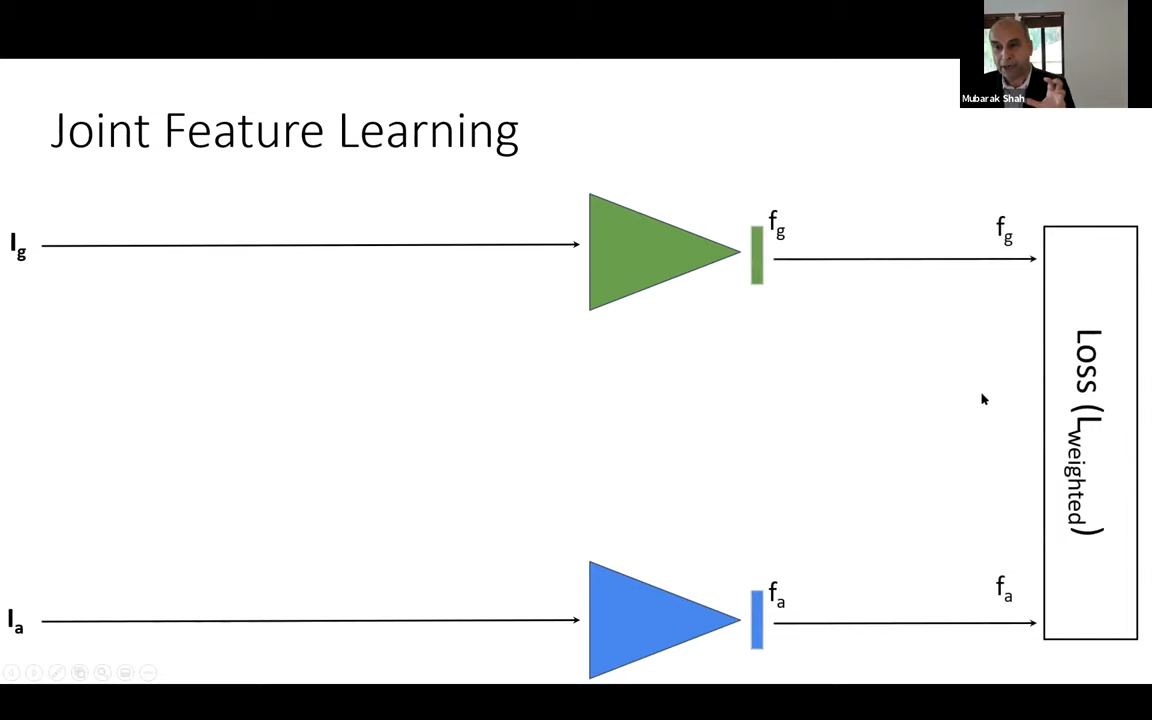 Mubarak Shah
Joint Feature Learning
Ig
fg
fg
Loss (Lweighted)
Ia
fa
fa